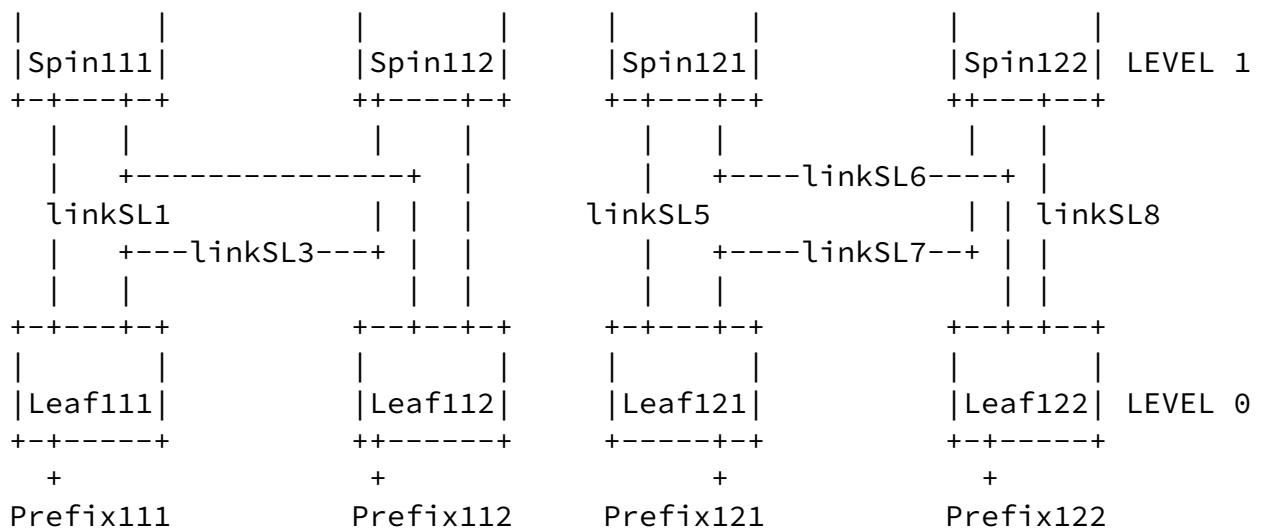 Spin111 Spin112 Spin121 Spin122 LEVEL 1
linkSL6
linkSL1 linkSL5 linkSL8
linkSL3 linkSL7
Leaf111 Leaf112 Leaf121 Leaf122 LEVEL 0
Prefix111 Prefix112 Prefix121 Prefix122